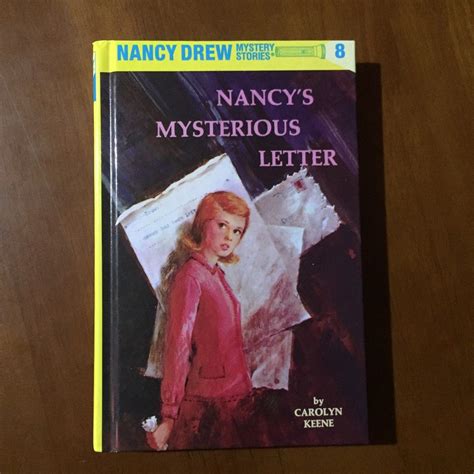 NANCY DREW MYSTERY STORIES 8
NANCY'S
MYSTERIOUS
LETTER
by
CAROLYN
KEENE